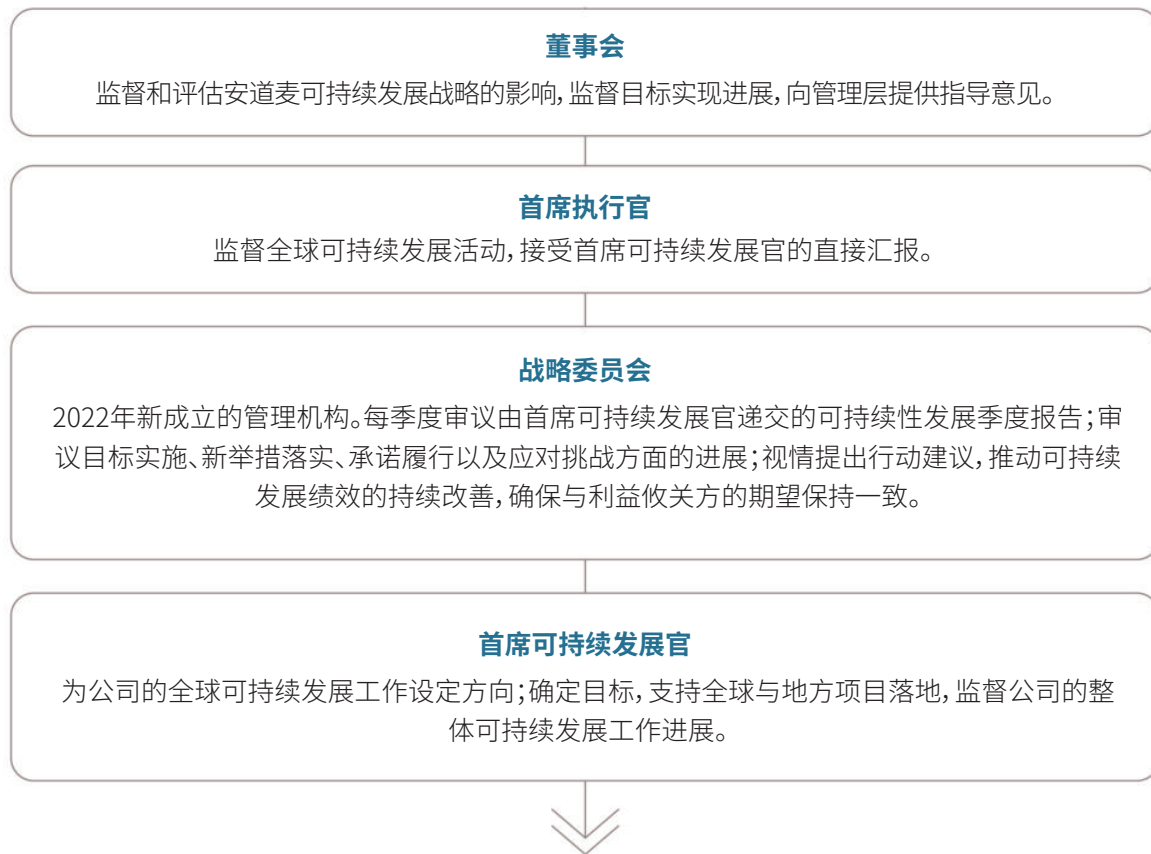 董事会
监督和评估安道麦可持续发展战略的影响，监督目标实现进展，向管理层提供指导意见。
首席执行官
监督全球可持续发展活动，接受首席可持续发展官的直接汇报。
战略委员会
2022年新成立的管理机构。每季度审议由首席可持续发展官递交的可持续性发展季度报告；审
议目标实施、新举措落实、承诺履行以及应对挑战方面的进展；视情提出行动建议，推动可持续
发展绩效的持续改善，确保与利益攸关方的期望保持一致。
首席可持续发展官
为公司的全球可持续发展工作设定方向；确定目标，支持全球与地方项目落地，监督公司的整
体可持续发展工作进展。